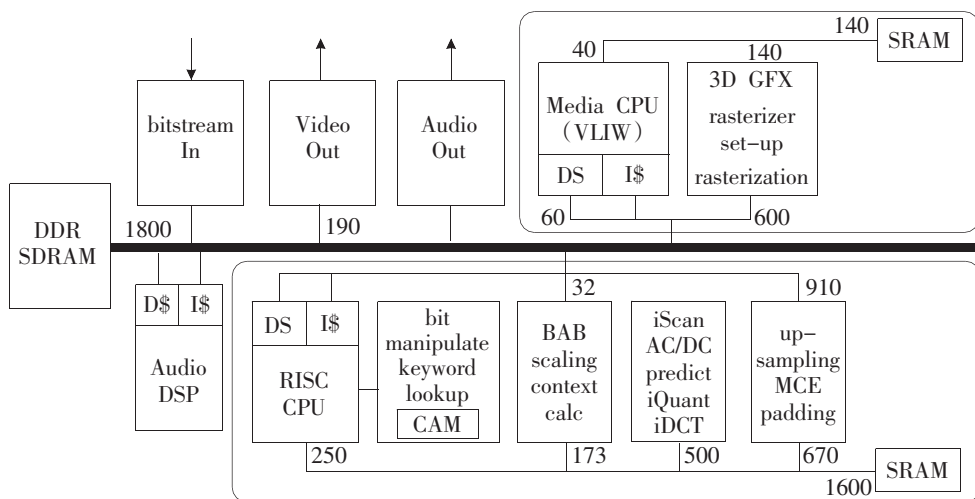 140
SRAM
40
140
bitstream
In
Video
Out
Audio
Out
Media CPU
(VLIW)
DS
I$
3D GFX
rasterizer
set-up
rasterization
60
600
DDR
SDRAM
1800
190
D$
I$
Audio
DSP
32
910
DS
I$
RISC
CPU
bit
manipulate
keyword
lookup
CAM
BAB
scaling
context
calc
iScan
AC/DC
predict
iQuant
iDCT
up-
sampling
MCE
padding
250
173
500
670
1600
SRAM